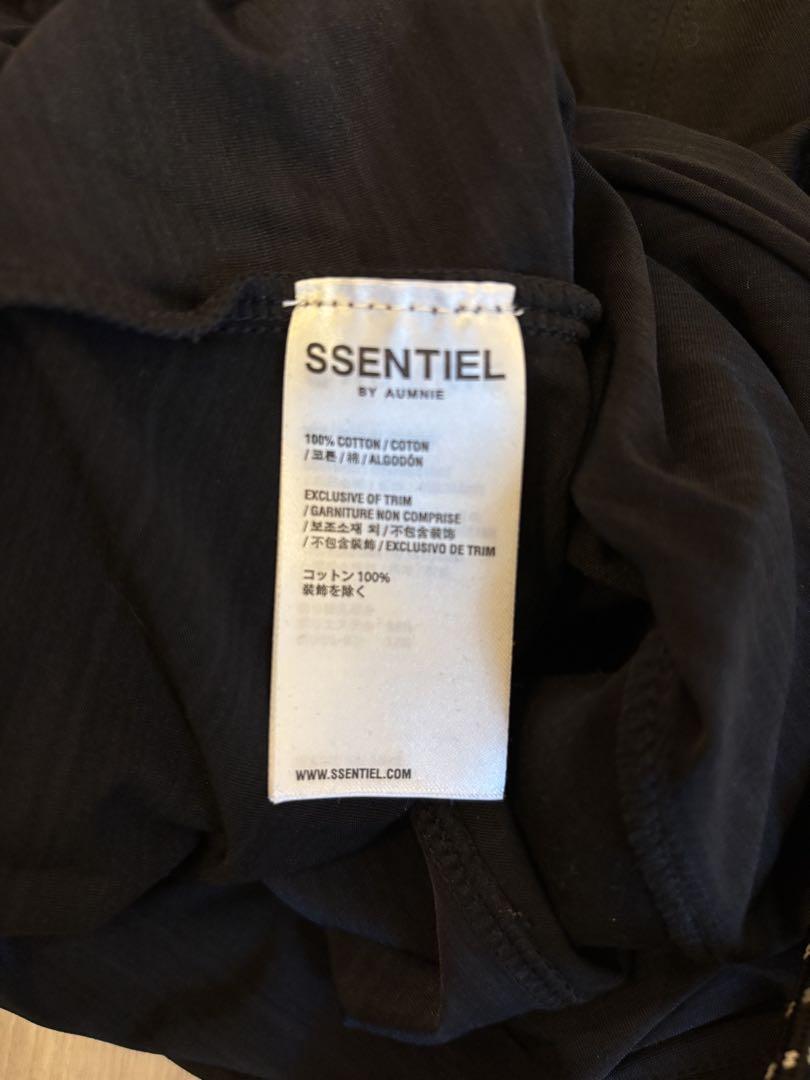 SSENTIEL
BY AUMNIE
100% COTTON / COTON
/ 코튼 / 棉 / ALGODÓN
EXCLUSIVE OF TRIM
/ GARNITURE NON COMPRISE
/ 보조소재 외 / 不包含装饰
/ 不包含裝飾 / EXCLUSIVO DE TRIM
コットン 100%
装飾を除く
WWW.SSENTIEL.COM